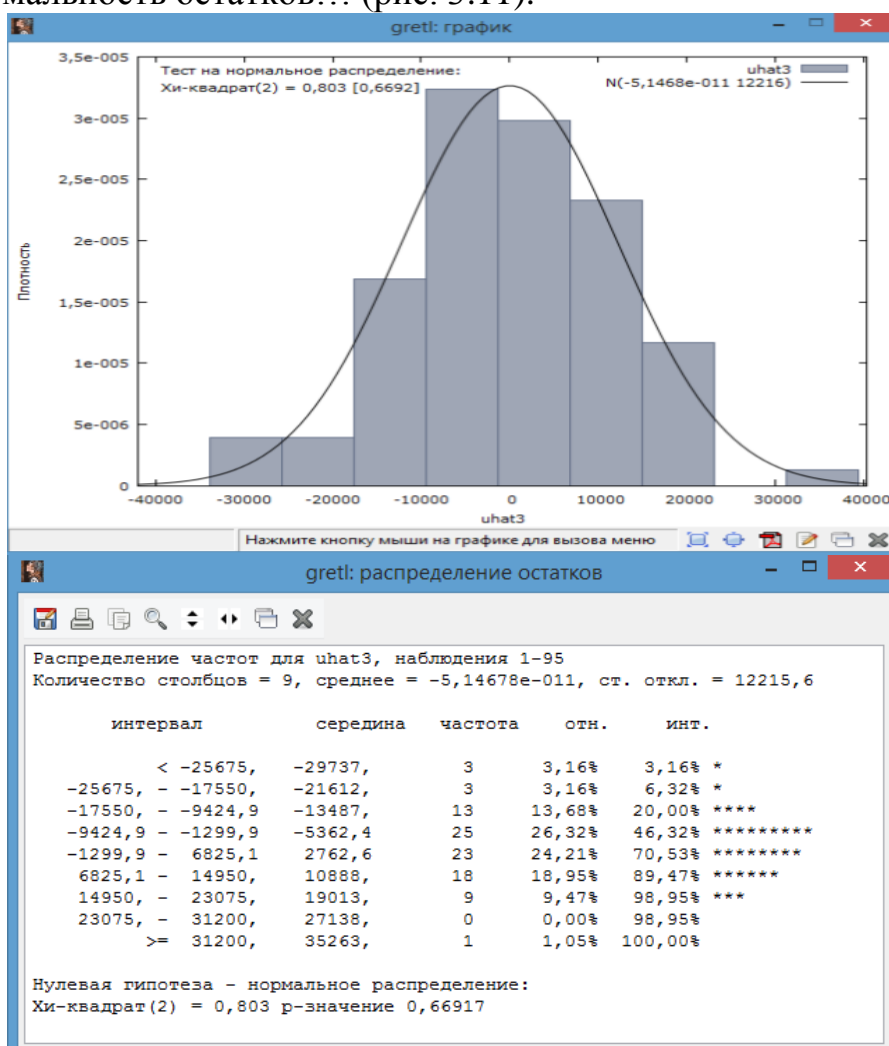 мальность остатков… (рис. 3.11).
gretl: график
3,5e-005
3e-005
2,5e-005
2e-005
1,5e-005
1e-005
5e-006
0
Плотность
Тест на нормальное распределение:
Хи-квадрат(2) = 0,803 [0,6692]
uhat3
N(-5,1468e-011 12216)
-40000 -30000 -20000 -10000 0 10000 20000 30000 40000
uhat3
Нажмите кнопку мыши на графике для вызова меню
gretl: распределение остатков
Распределение частот для uhat3, наблюдения 1-95
Количество столбцов = 9, среднее = -5,14678e-011, ст. откл. = 12215,6
интервал середина частота отн. инт.
< -25675, -29737, 3 3,16% 3,16% *
-25675, - -17550, -21612, 3 3,16% 6,32% *
-17550, - -9424,9 -13487, 13 13,68% 20,00% ****
-9424,9 - -1299,9 -5362,4 25 26,32% 46,32% *********
-1299,9 - 6825,1 2762,6 23 24,21% 70,53% ********
6825,1 - 14950, 10888, 18 18,95% 89,47% ******
14950, - 23075, 19013, 9 9,47% 98,95% ***
23075, - 31200, 27138, 0 0,00% 98,95%
>= 31200, 35263, 1 1,05% 100,00%
Нулевая гипотеза - нормальное распределение:
Хи-квадрат(2) = 0,803 р-значение 0,66917